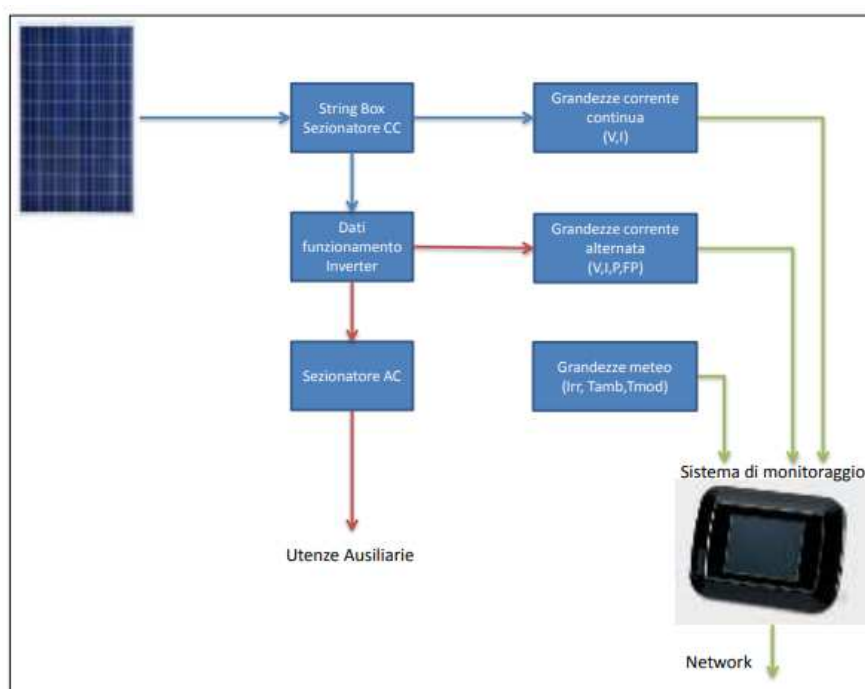 String Box
Sezionatore CC
Grandezze corrente
continua
(V,I)
Dati
funzionamento
Inverter
Grandezze corrente
alternata
(V,I,P,FP)
Sezionatore AC
Grandezze meteo
(Irr, Tamb,Tmod)
Sistema di monitoraggio
Utenze Ausiliarie
Network